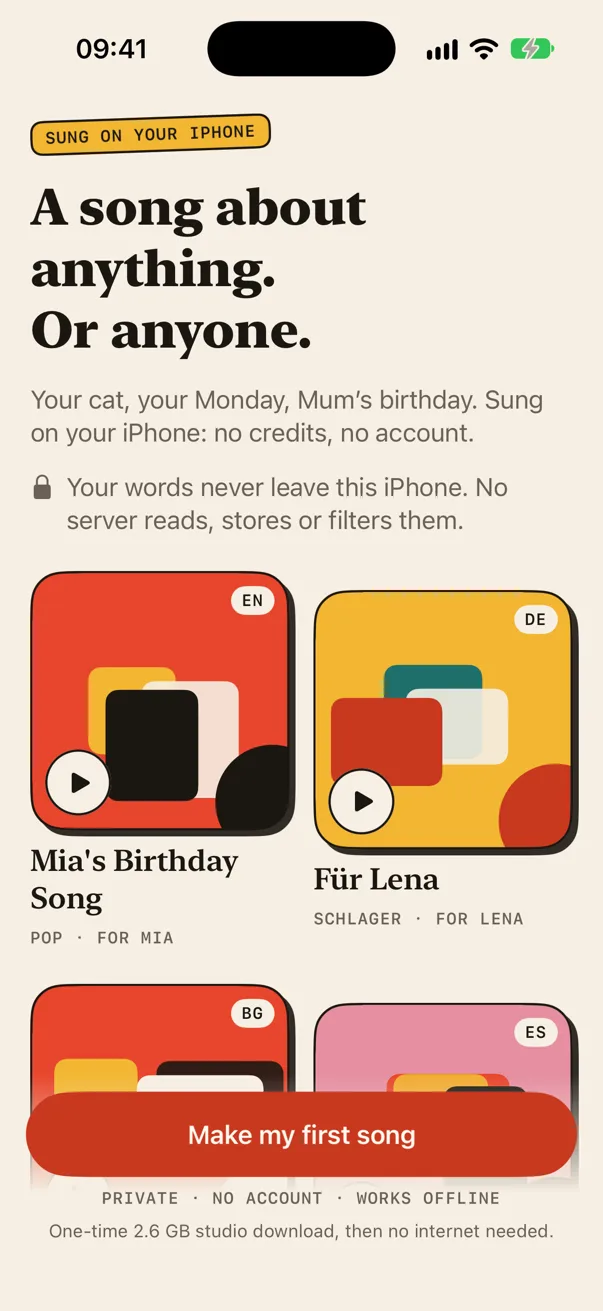 09:41
SUNG ON YOUR IPHONE
A song about
anything.
Or anyone.
Your cat, your Monday, Mum’s birthday. Sung
on your iPhone: no credits, no account.
Your words never leave this iPhone. No
server reads, stores or filters them.
EN
DE
Mia's Birthday
Song
POP · FOR MIA
Für Lena
SCHLAGER · FOR LENA
BG
ES
Make my first song
PRIVATE · NO ACCOUNT · WORKS OFFLINE
One-time 2.6 GB studio download, then no internet needed.